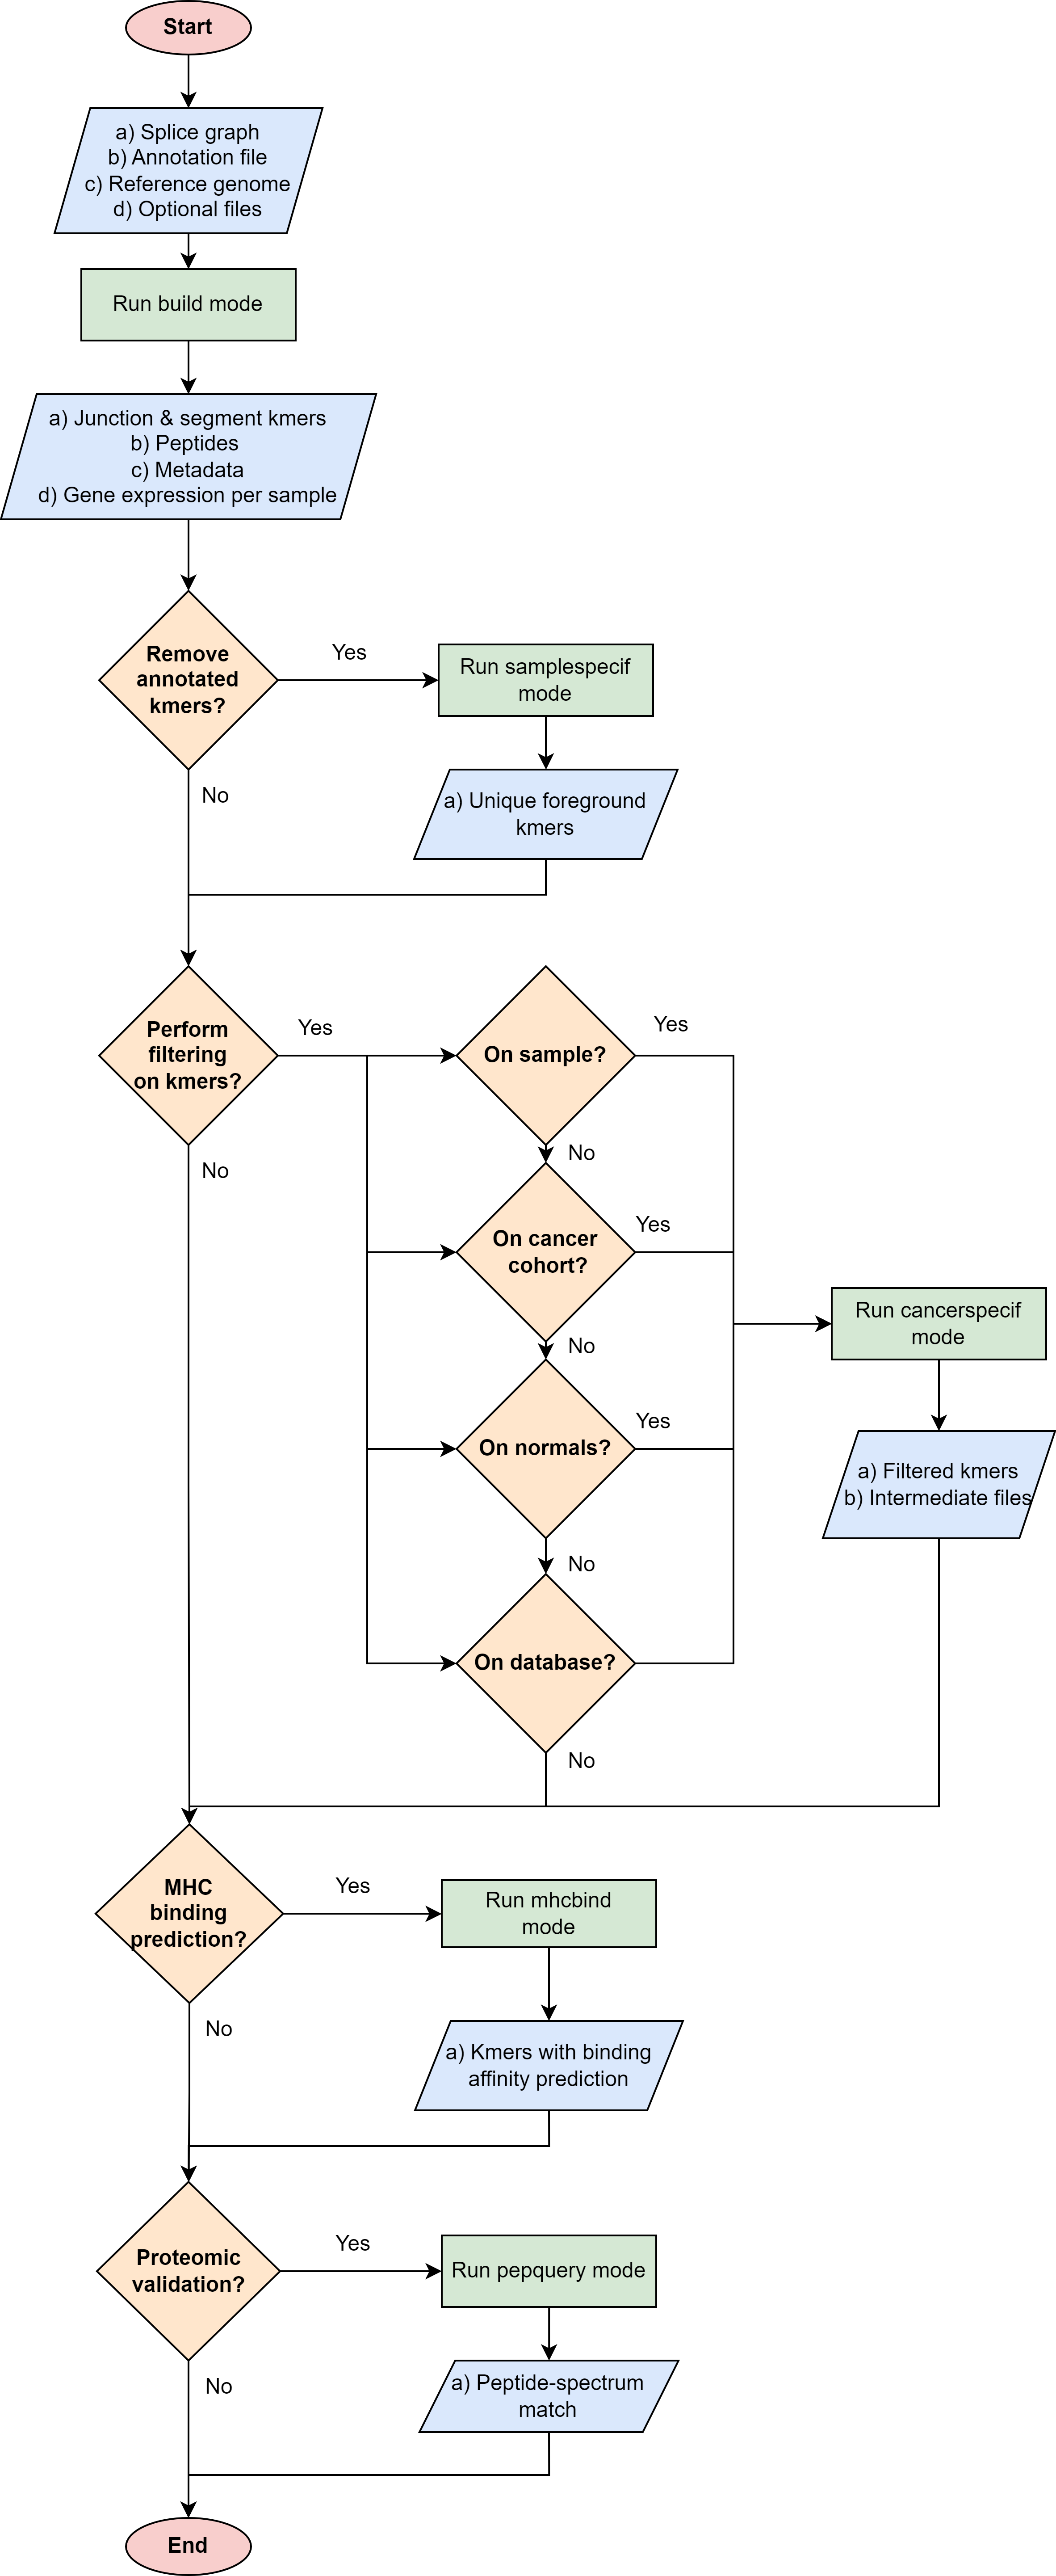 Start
a) Splice graph
b) Annotation file
c) Reference genome
d) Optional files
Run build mode
a) Junction & segment kmers
b) Peptides
c) Metadata
d) Gene expression per sample
Remove
annotated
kmers?
Yes
Run samplespecif
mode
No
a) Unique foreground
kmers
Perform
filtering
on kmers?
Yes
On sample?
Yes
No
No
On cancer
cohort?
Yes
No
Run cancerspecif
mode
On normals?
Yes
No
a) Filtered kmers
b) Intermediate files
On database?
No
MHC
binding
prediction?
Yes
Run mhcbind
mode
No
a) Kmers with binding
affinity prediction
Proteomic
validation?
Yes
Run pepquery mode
No
a) Peptide-spectrum
match
End